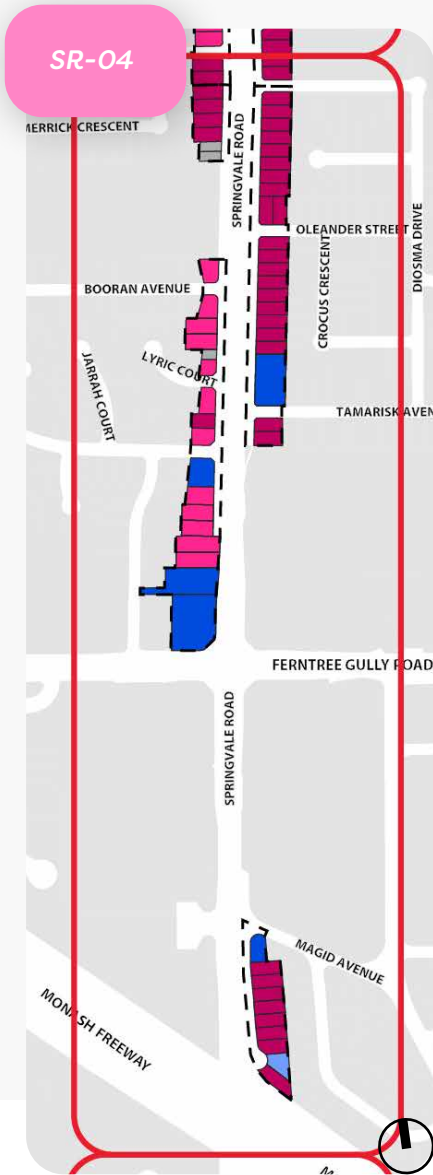 SR-04
MERRICK CRESCENT
SPRINGVALE ROAD
OLEANDER STREET
DIOSMA DRIVE
CROCUS CRESCENT
BOORAN AVENUE
LYRIC COURT
JARRAH COURT
TAMARISK AVEN
FERNTREE GULLY ROAD
SPRINGVALE ROAD
MAGID AVENUE
MONASH FREEWAY